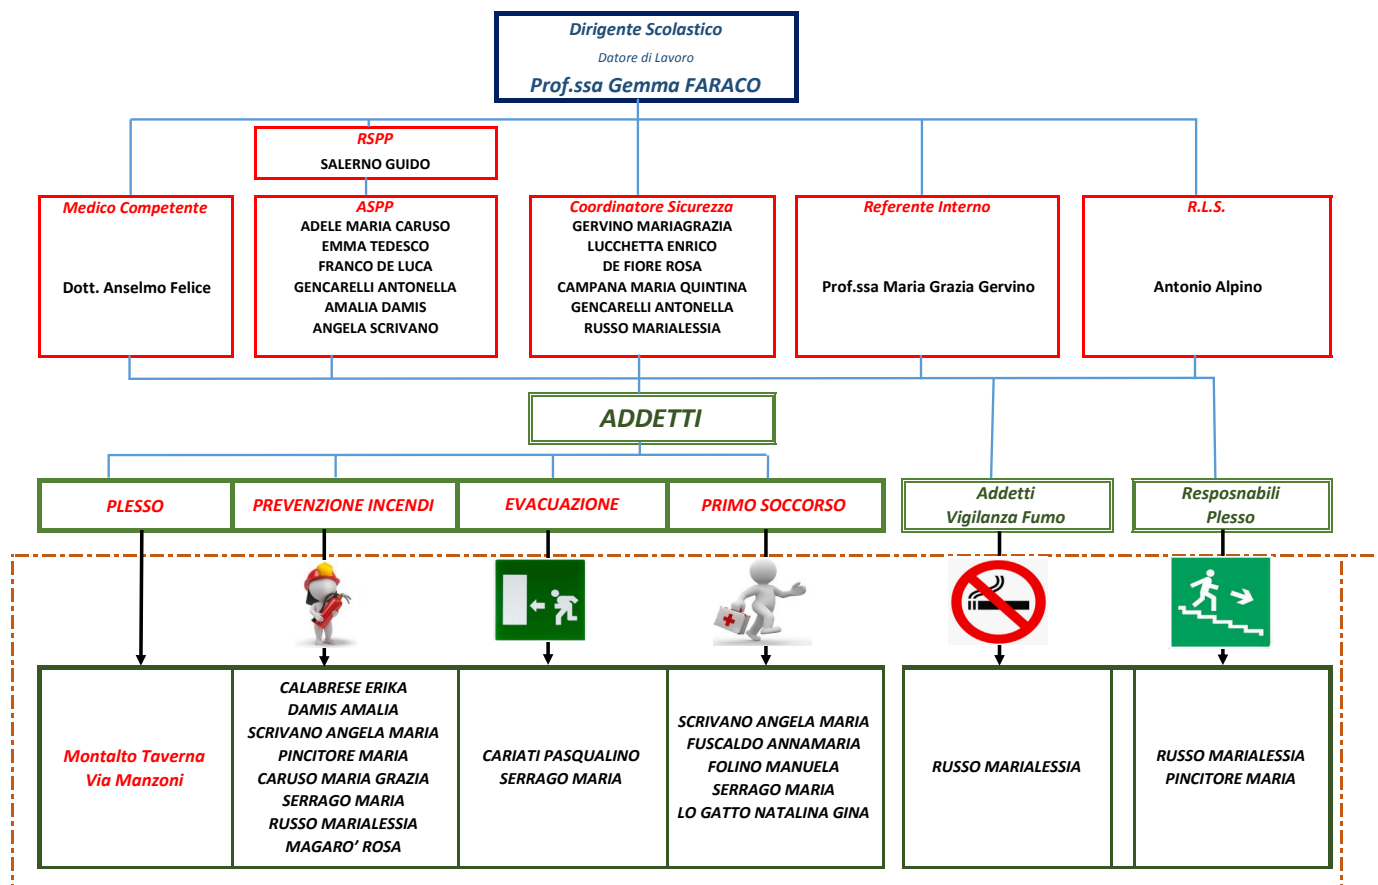 Dirigente Scolastico
Datore di Lavoro
Prof.ssa Gemma FARACO
RSPP
SALERNO GUIDO
Medico Competente
Dott. Anselmo Felice
ASPP
ADELE MARIA CARUSO
EMMA TEDESCO
FRANCO DE LUCA
GENCARELLI ANTONELLA
AMALIA DAMIS
ANGELA SCRIVANO
Coordinatore Sicurezza
GERVINO MARIAGRAZIA
LUCCHETTA ENRICO
DE FIORE ROSA
CAMPANA MARIA QUINTINA
GENCARELLI ANTONELLA
RUSSO MARIALESSIA
Referente Interno
Prof.ssa Maria Grazia Gervino
R.L.S.
Antonio Alpino
ADDETTI
PLESSO
PREVENZIONE INCENDI
EVACUAZIONE
PRIMO SOCCORSO
Addetti
Vigilanza Fumo
Resposnabili
Plesso
Montalto Taverna
Via Manzoni
CALABRESE ERIKA
DAMIS AMALIA
SCRIVANO ANGELA MARIA
PINCITORE MARIA
CARUSO MARIA GRAZIA
SERRAGO MARIA
RUSSO MARIALESSIA
MAGARO’ ROSA
CARIATI PASQUALINO
SERRAGO MARIA
SCRIVANO ANGELA MARIA
FUSCALDO ANNAMARIA
FOLINO MANUELA
SERRAGO MARIA
LO GATTO NATALINA GINA
RUSSO MARIALESSIA
RUSSO MARIALESSIA
PINCITORE MARIA